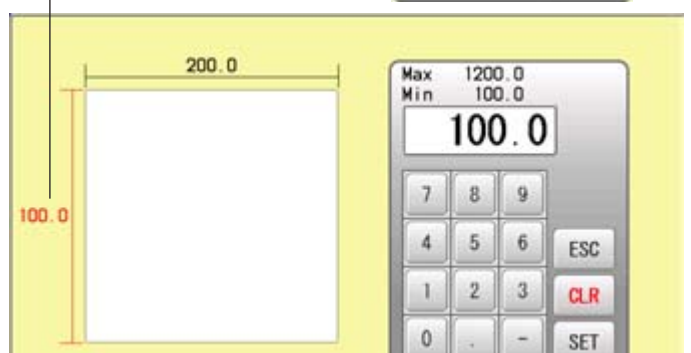 200.0
100.0
Max 1200.0
Min 100.0
100.0
7 8 9
4 5 6 ESC
1 2 3 CLR
0 . - SET